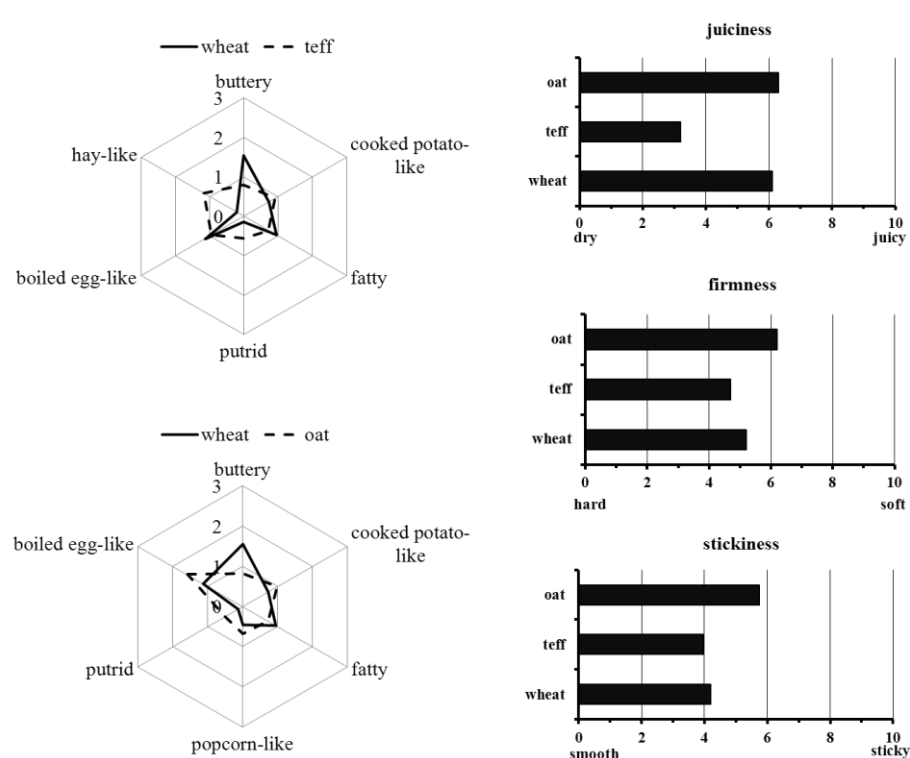 wheat teff
buttery
3
2
1
0
cooked potato-
like
fatty
putrid
boiled egg-like
hay-like
wheat oat
buttery
3
2
1
0
cooked potato-
like
fatty
popcorn-like
putrid
boiled egg-like
juiciness
oat
teff
wheat
0 2 4 6 8 10
dry juicy
firmness
oat
teff
wheat
0 2 4 6 8 10
hard soft
stickiness
oat
teff
wheat
0 2 4 6 8 10
smooth sticky